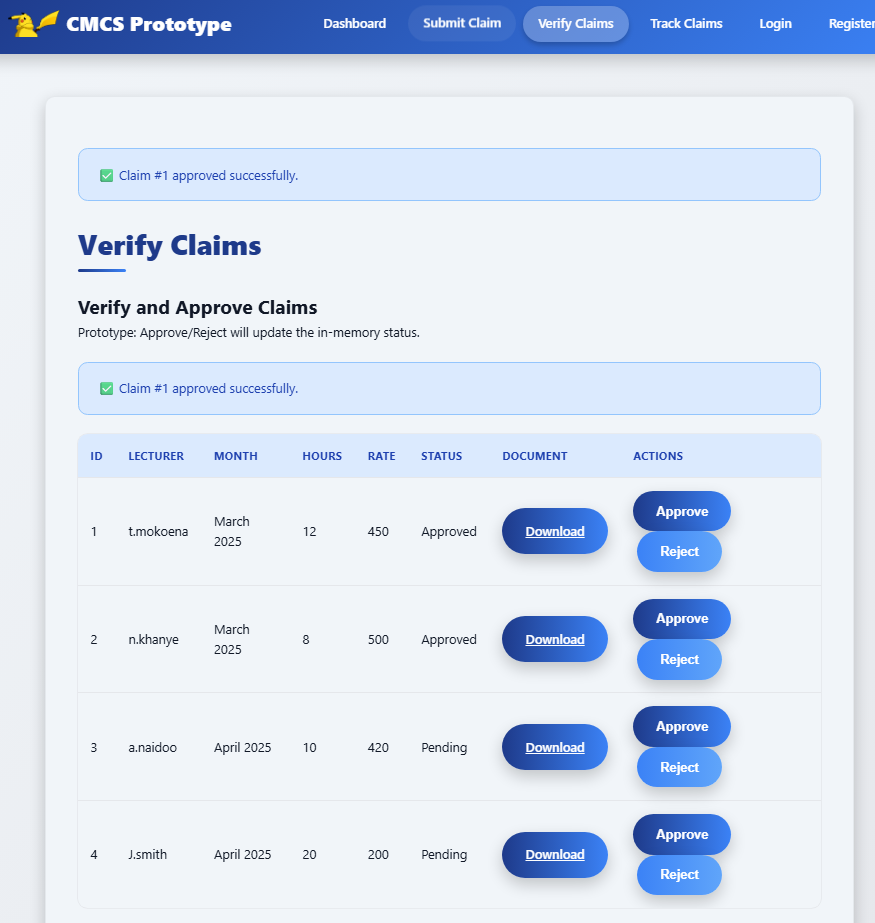 CMCS Prototype Dashboard Submit Claim Verify Claims Track Claims Login Register
✅ Claim #1 approved successfully.
Verify Claims
Verify and Approve Claims
Prototype: Approve/Reject will update the in-memory status.
✅ Claim #1 approved successfully.
ID LECTURER MONTH HOURS RATE STATUS DOCUMENT ACTIONS
1 t.mokoena March 2025 12 450 Approved Download Approve Reject
2 n.khanye March 2025 8 500 Approved Download Approve Reject
3 a.naidoo April 2025 10 420 Pending Download Approve Reject
4 J.smith April 2025 20 200 Pending Download Approve Reject